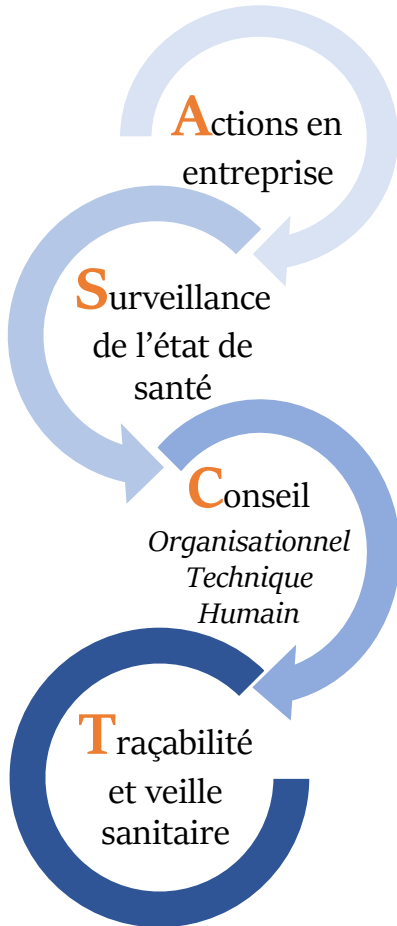 Actions en
entreprise
Surveillance
de l’état de
santé
Conseil
Organisationnel
Technique
Humain
Traçabilité
et veille
sanitaire